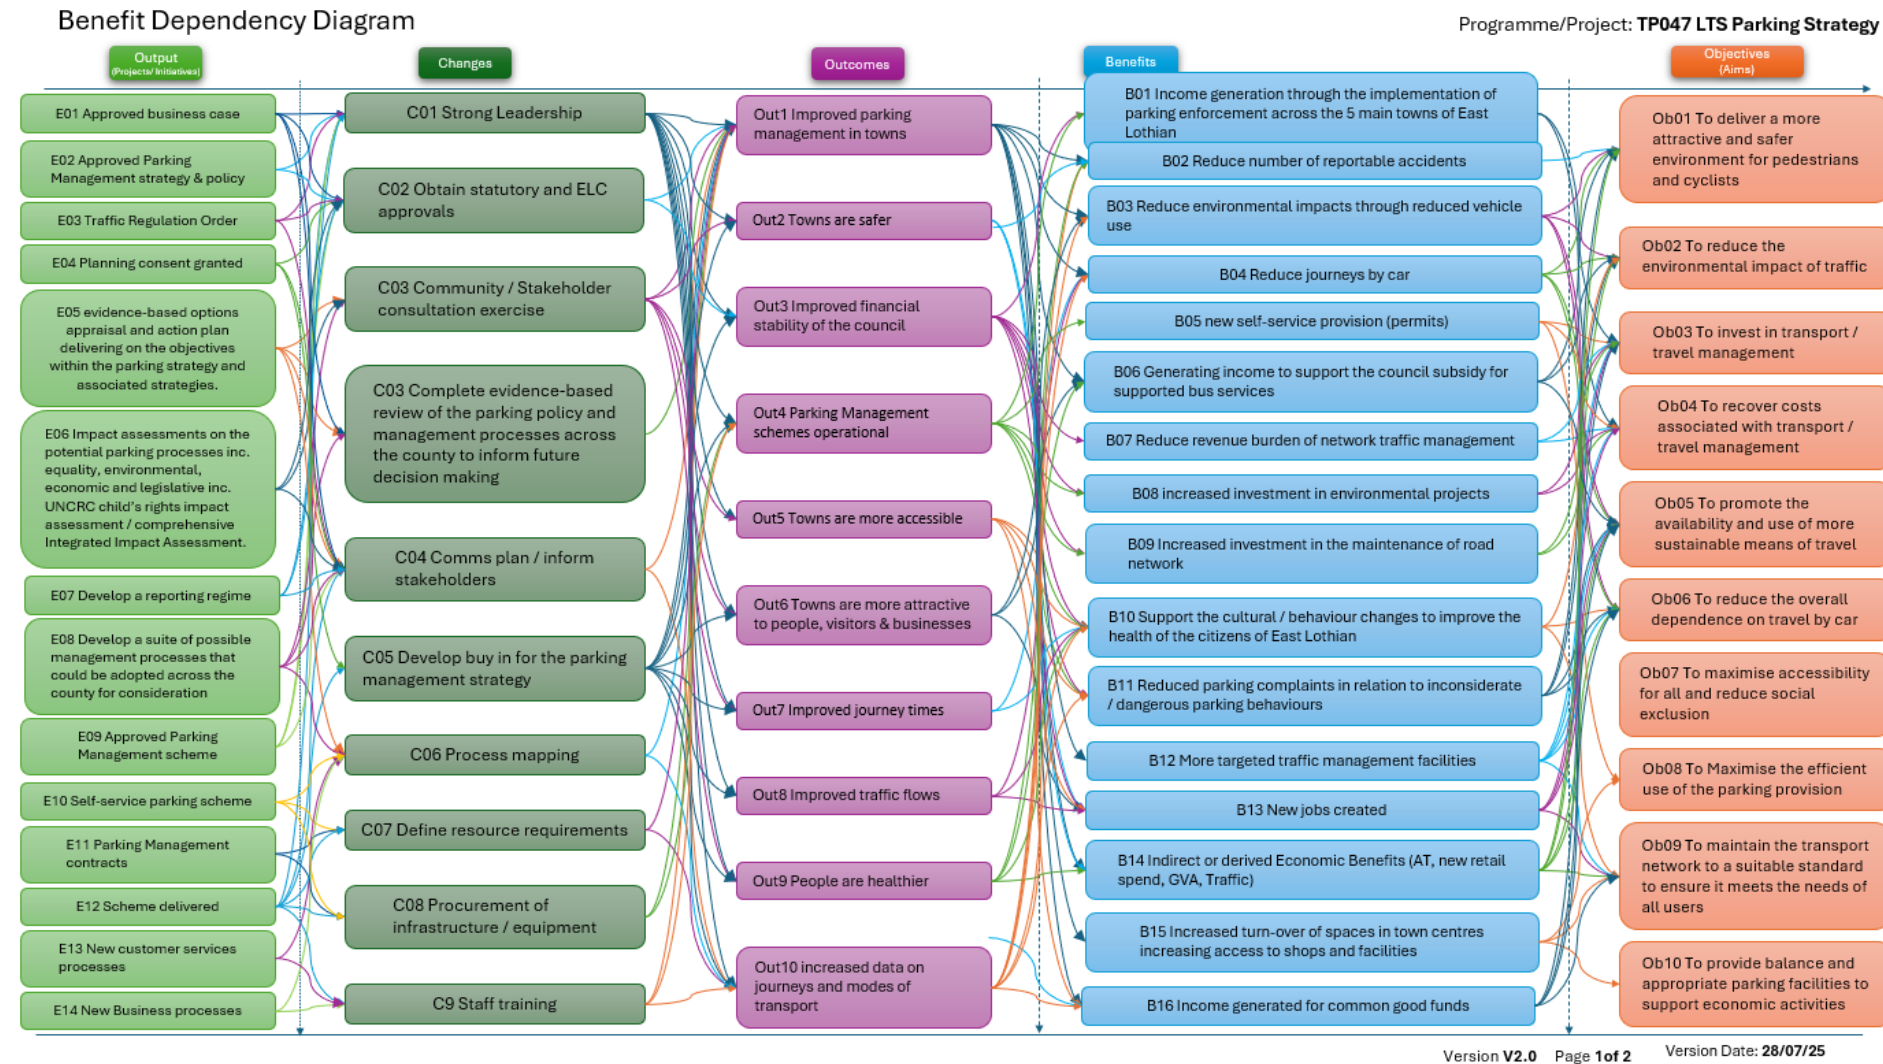 Benefit Dependency Diagram
Programme/Project: TP047 LTS Parking Strategy
Output
(Projects/ Initiatives)
Changes
Outcomes
Benefits
Objectives
(Aims)
E01 Approved business case
E02 Approved Parking
Management strategy & policy
E03 Traffic Regulation Order
E04 Planning consent granted
E05 evidence-based options
appraisal and action plan
delivering on the objectives
within the parking strategy and
associated strategies.
E06 Impact assessments on the
potential parking processes inc.
equality, environmental,
economic and legislative inc.
UNCRC child's rights impact
assessment / comprehensive
Integrated Impact Assessment.
E07 Develop a reporting regime
E08 Develop a suite of possible
management processes that
could be adopted across the
county for consideration
E09 Approved Parking
Management scheme
E10 Self-service parking scheme
E11 Parking Management
contracts
E12 Scheme delivered
E13 New customer services
processes
E14 New Business processes
C01 Strong Leadership
C02 Obtain statutory and ELC
approvals
C03 Community / Stakeholder
consultation exercise
C03 Complete evidence-based
review of the parking policy and
management processes across
the county to inform future
decision making
C04 Comms plan / inform
stakeholders
C05 Develop buy in for the parking
management strategy
C06 Process mapping
C07 Define resource requirements
C08 Procurement of
infrastructure / equipment
C9 Staff training
Out1 Improved parking
management in towns
Out2 Towns are safer
Out3 Improved financial
stability of the council
Out4 Parking Management
schemes operational
Out5 Towns are more accessible
Out6 Towns are more attractive
to people, visitors & businesses
Out7 Improved journey times
Out8 Improved traffic flows
Out9 People are healthier
Out10 increased data on
journeys and modes of
transport
B01 Income generation through the implementation of
parking enforcement across the 5 main towns of East
Lothian
B02 Reduce number of reportable accidents
B03 Reduce environmental impacts through reduced vehicle
use
B04 Reduce journeys by car
B05 new self-service provision (permits)
B06 Generating income to support the council subsidy for
supported bus services
B07 Reduce revenue burden of network traffic management
B08 increased investment in environmental projects
B09 Increased investment in the maintenance of road
network
B10 Support the cultural / behaviour changes to improve the
health of the citizens of East Lothian
B11 Reduced parking complaints in relation to inconsiderate
/ dangerous parking behaviours
B12 More targeted traffic management facilities
B13 New jobs created
B14 Indirect or derived Economic Benefits (AT, new retail
spend, GVA, Traffic)
B15 Increased turn-over of spaces in town centres
increasing access to shops and facilities
B16 Income generated for common good funds
Ob01 To deliver a more
attractive and safer
environment for pedestrians
and cyclists
Ob02 To reduce the
environmental impact of traffic
Ob03 To invest in transport /
travel management
Ob04 To recover costs
associated with transport /
travel management
Ob05 To promote the
availability and use of more
sustainable means of travel
Ob06 To reduce the overall
dependence on travel by car
Ob07 To maximise accessibility
for all and reduce social
exclusion
Ob08 To Maximise the efficient
use of the parking provision
Ob09 To maintain the transport
network to a suitable standard
to ensure it meets the needs of
all users
Ob10 To provide balance and
appropriate parking facilities to
support economic activities
Version V2.0 Page 1of 2 Version Date: 28/07/25